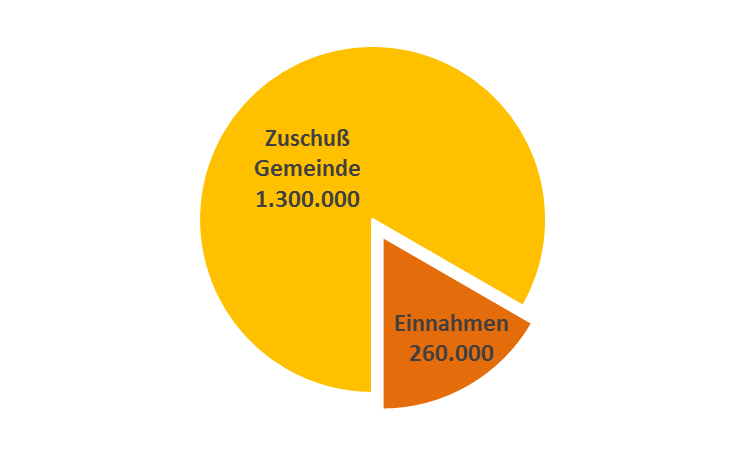 Zuschuß
Gemeinde
1.300.000
Einnahmen
260.000